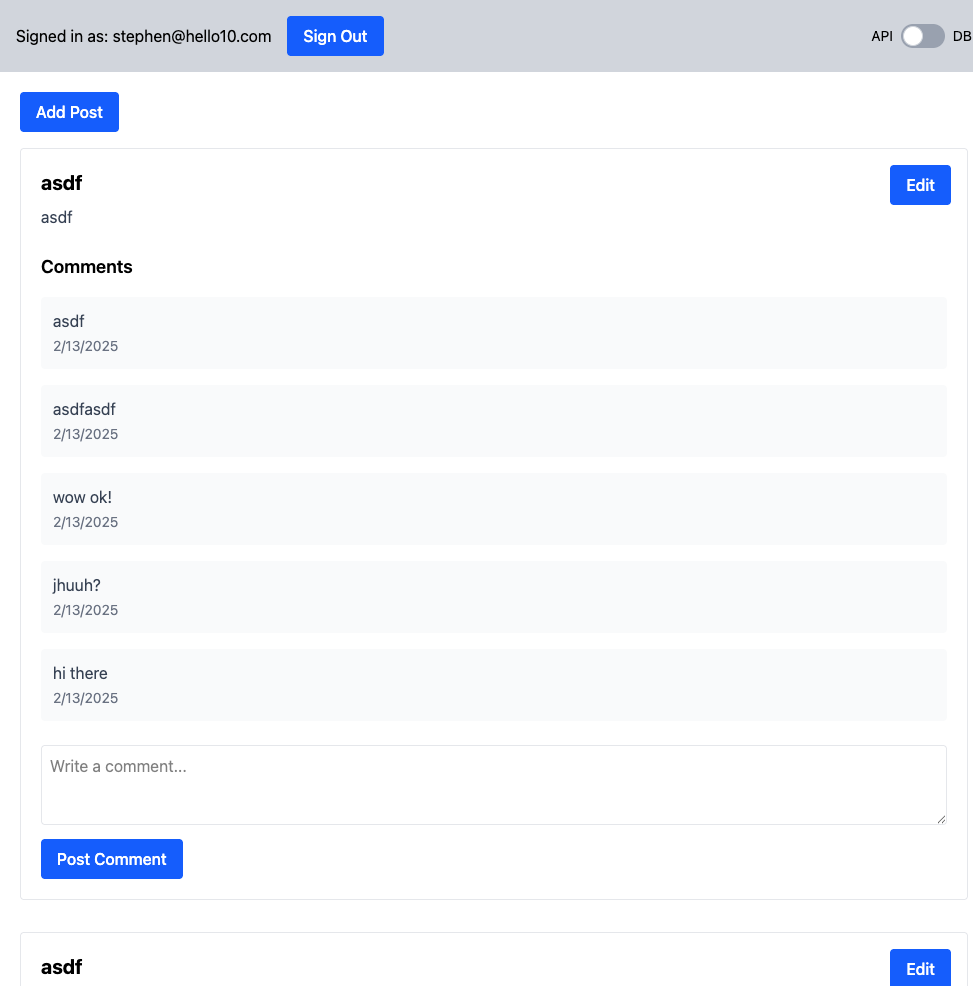 Signed in as: stephen@hello10.com Sign Out API DB
Add Post
asdf Edit
asdf
Comments
asdf
2/13/2025
asdfasdf
2/13/2025
wow ok!
2/13/2025
jhuuh?
2/13/2025
hi there
2/13/2025
Write a comment...
Post Comment
asdf Edit